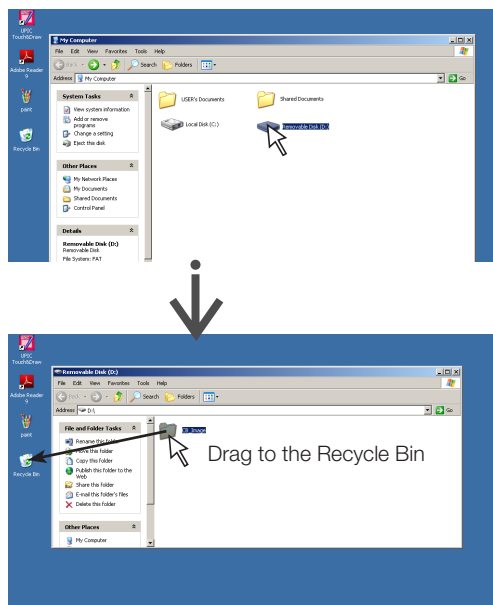 UPIC
Touch&Draw
Adobe Reader
9
paint
Recycle Bin
My Computer
File Edit View Favorites Tools Help
Back Search Folders
Address My Computer Go
System Tasks
View system information
Add or remove
programs
Change a setting
Eject this disk
Other Places
My Network Places
My Documents
Shared Documents
Control Panel
Details
Removable Disk (D:)
Removable Disk
File System: FAT
USER's Documents
Shared Documents
Local Disk (C:)
Removable Disk (D:)
UPIC
Touch&Draw
Adobe Reader
9
paint
Recycle Bin
Removable Disk (D:)
File Edit View Favorites Tools Help
Back Search Folders
Address D:\ Go
File and Folder Tasks
Rename this folder
Move this folder
Copy this folder
Publish this folder to the
Web
Share this folder
E-mail this folder's files
Delete this folder
Other Places
My Computer
CB_Image
Drag to the Recycle Bin